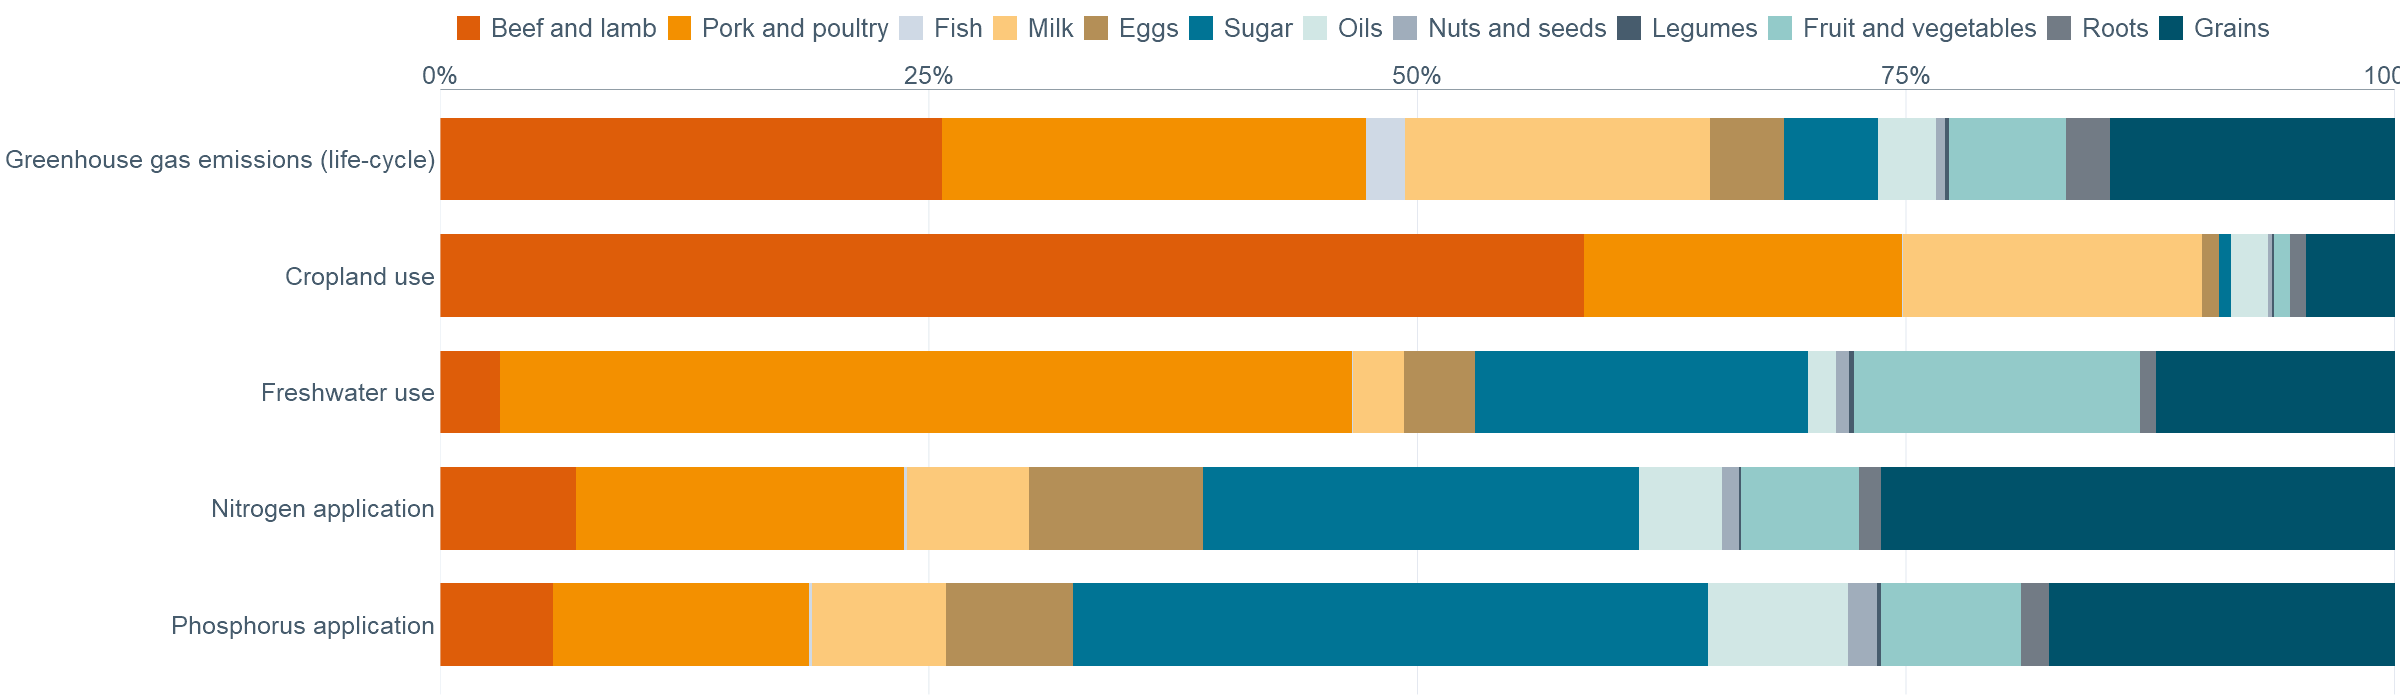 Beef and lamb Pork and poultry Fish Milk Eggs Sugar Oils Nuts and seeds Legumes Fruit and vegetables Roots Grains
0% 25% 50% 75% 100
Greenhouse gas emissions (life-cycle)
Cropland use
Freshwater use
Nitrogen application
Phosphorus application